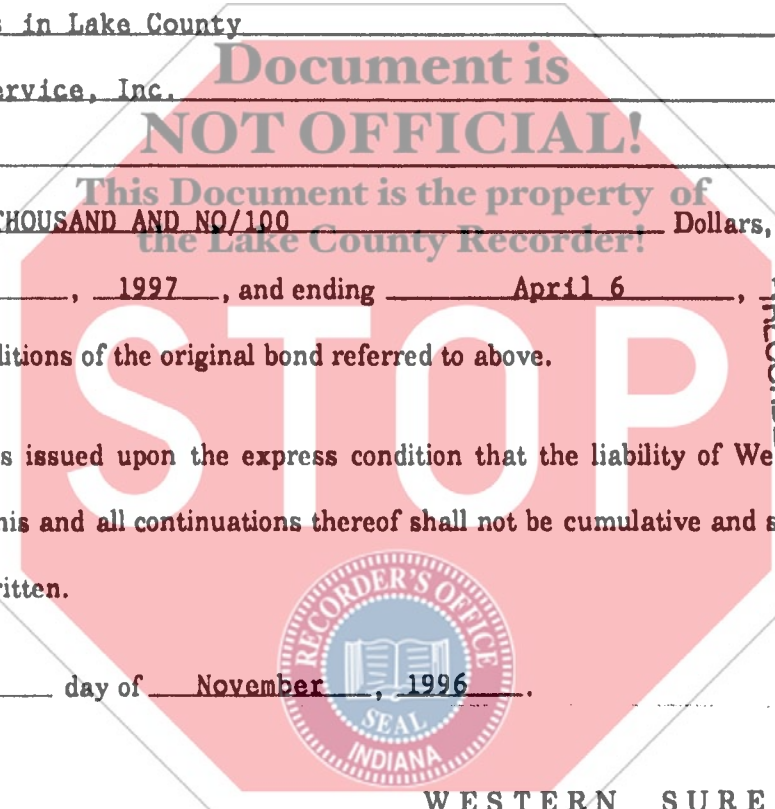 s in Lake County
Document is
ervice, Inc.
NOT OFFICIAL!
This Document is the property of
THOUSAND AND NO/100 Dollars,
the Lake County Recorder!
, 1997 , and ending April 6 ,
ditions of the original bond referred to above.
STOP
s issued upon the express condition that the liability of We
his and all continuations thereof shall not be cumulative and s
ritten.
RECORDER'S OFFICE
day of November , 1996 .
SEAL
INDIANA
WESTERN SURE